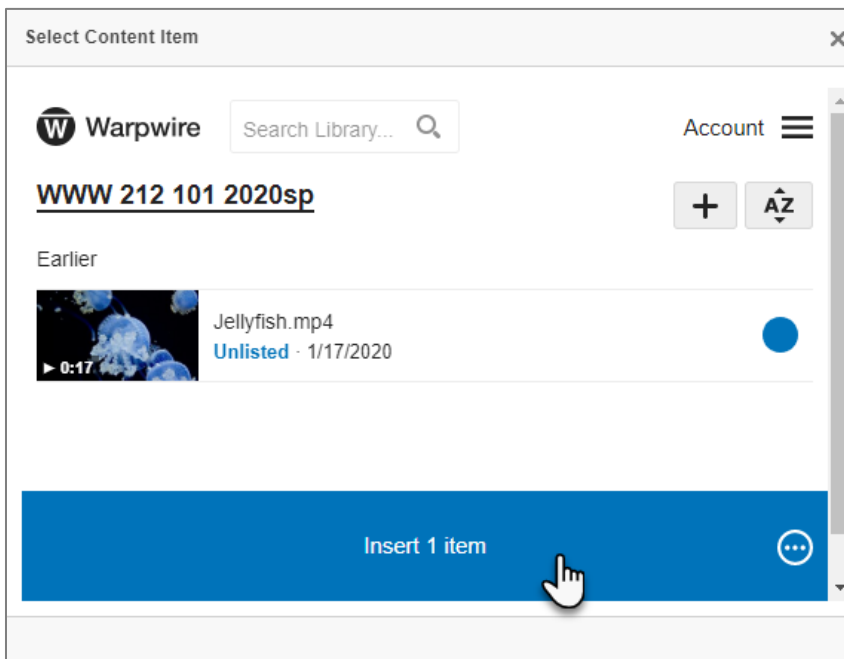 Select Content Item
W Warpwire
Search Library...
Account
WWW 212 101 2020sp
AZ
Earlier
Jellyfish.mp4
Unlisted · 1/17/2020
0:17
Insert 1 item